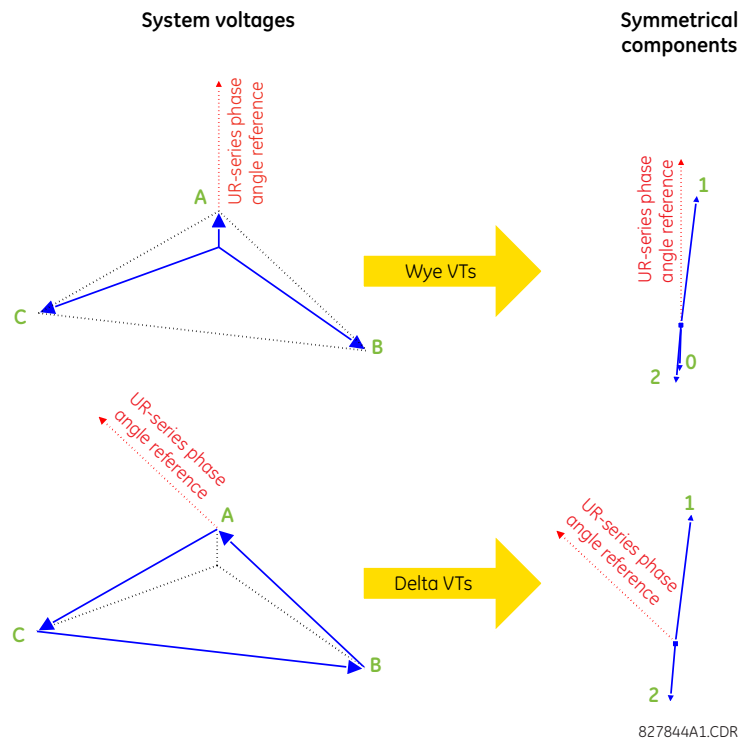 System voltages
Symmetrical
components
UR-series phase
angle reference
A
C
B
Wye VTs
UR-series phase
angle reference
1
2
0
UR-series phase
angle reference
A
C
B
Delta VTs
UR-series phase
angle reference
1
2
827844A1.CDR